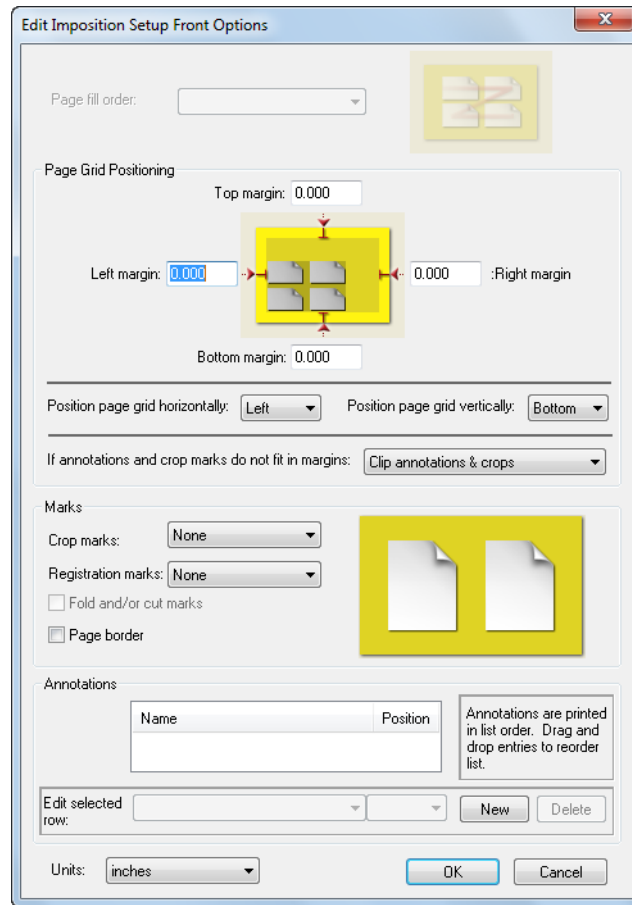 Edit Imposition Setup Front Options
Page fill order:
Page Grid Positioning
Top margin: 0.000
Left margin: 0.000
0.000 :Right margin
Bottom margin: 0.000
Position page grid horizontally: Left Position page grid vertically: Bottom
If annotations and crop marks do not fit in margins: Clip annotations & crops
Marks
Crop marks: None
Registration marks: None
Fold and/or cut marks
Page border
Annotations
Name Position
Annotations are printed
in list order. Drag and
drop entries to reorder
list.
Edit selected
row:
New Delete
Units: inches OK Cancel